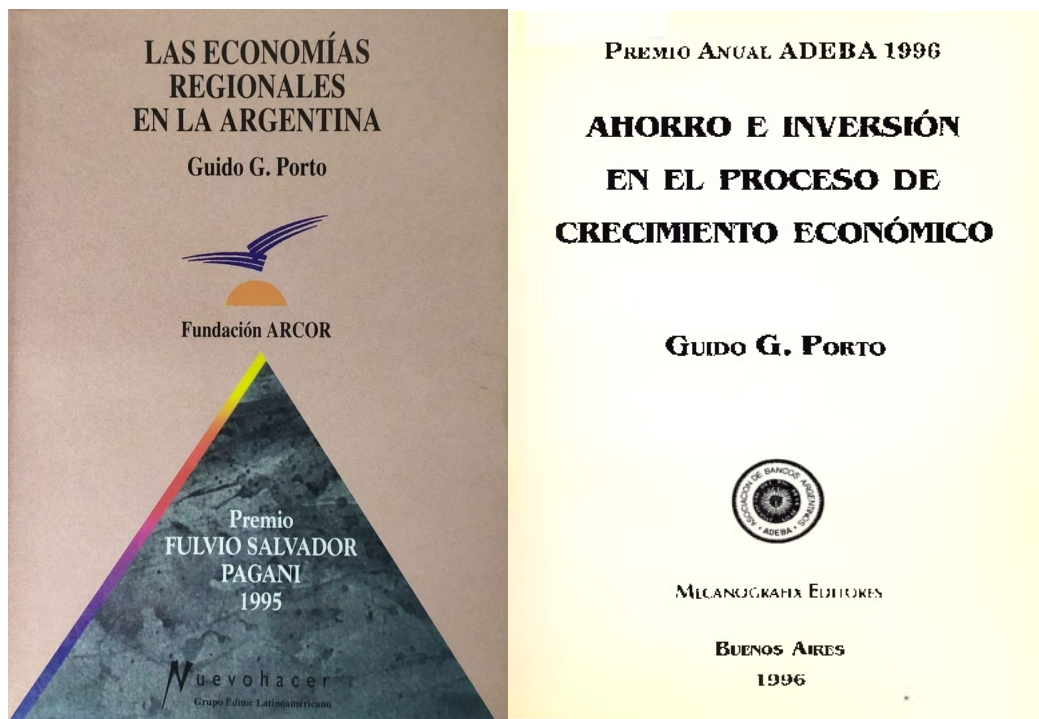 LAS ECONOMÍAS
REGIONALES
EN LA ARGENTINA
Guido G. Porto
Fundación ARCOR
Premio
FULVIO SALVADOR
PAGANI
1995
Nuevohacer
Grupo Editor Latinoamericano
PREMIO ANUAL ADEBA 1996
AHORRO E INVERSIÓN
EN EL PROCESO DE
CRECIMIENTO ECONÓMICO
GUIDO G. PORTO
ASOCIACION DE BANCOS ARGENTINOS
• ADEBA •
MECANOGRAFIX EDITORES
BUENOS AIRES
1996